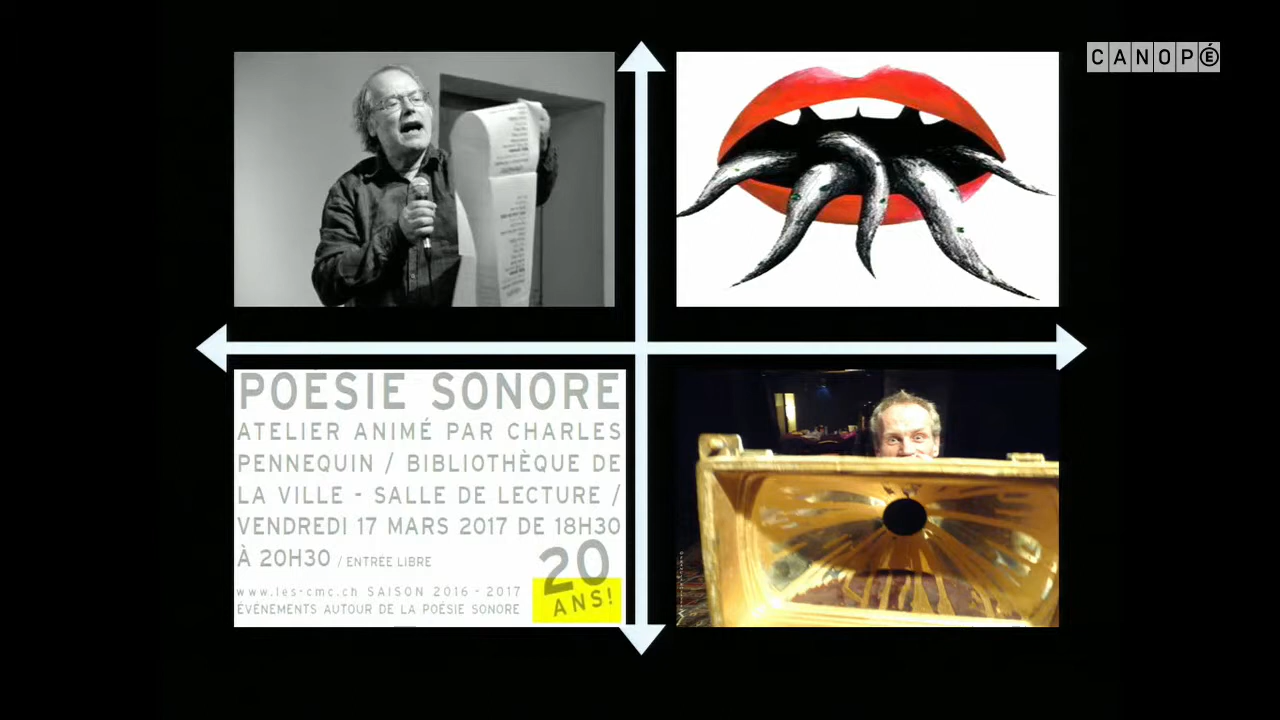 CANOPÉ
POÉSIE SONORE
ATELIER ANIMÉ PAR CHARLES
PENNEQUIN / BIBLIOTHÈQUE DE
LA VILLE - SALLE DE LECTURE /
VENDREDI 17 MARS 2017 DE 18H30
À 20H30 / ENTRÉE LIBRE
20
ANS!
www.les-cmc.ch SAISON 2016 - 2017
ÉVÉNEMENTS AUTOUR DE LA POÉSIE SONORE